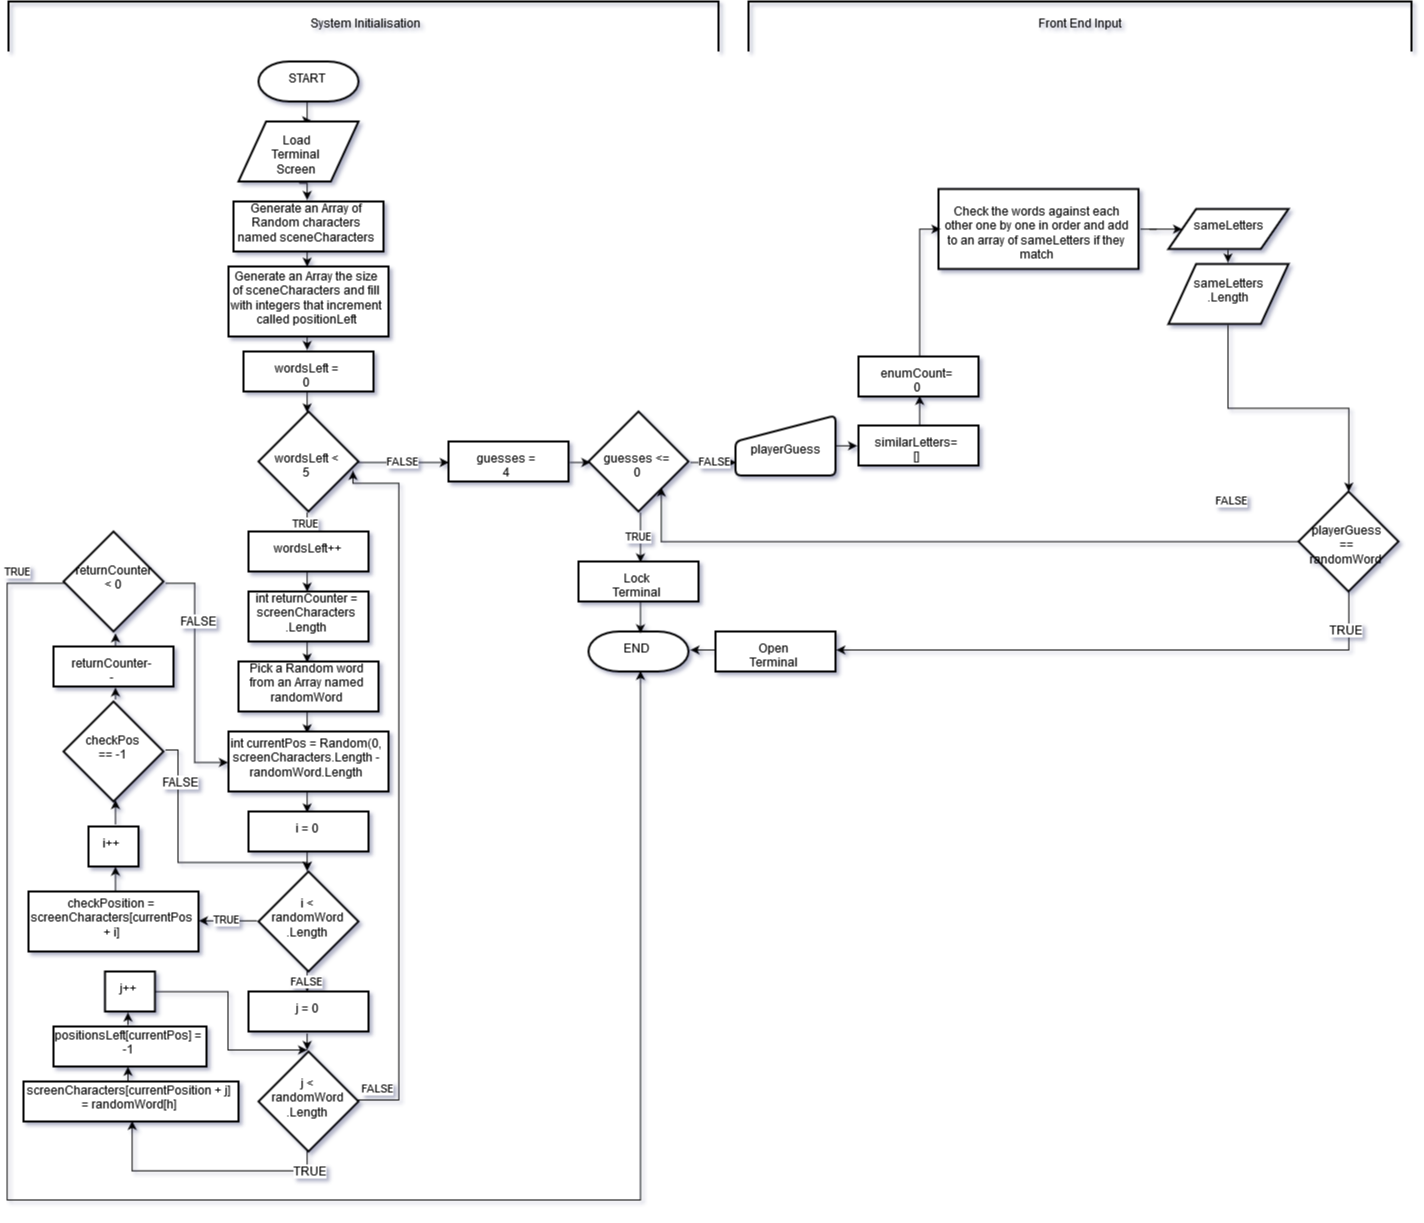 System Initialisation
Front End Input
START
Load
Terminal
Screen
Generate an Array of
Random characters
named sceneCharacters
Generate an Array the size
of sceneCharacters and fill
with integers that increment
called positionLeft
wordsLeft =
0
wordsLeft <
5
FALSE
TRUE
wordsLeft++
int returnCounter =
screenCharacters
.Length
Pick a Random word
from an Array named
randomWord
int currentPos = Random(0,
screenCharacters.Length -
randomWord.Length
i = 0
i <
randomWord
.Length
TRUE
FALSE
checkPosition =
screenCharacters[currentPos
+ i]
i++
checkPos
== -1
FALSE
returnCounter-
-
returnCounter
< 0
TRUE
FALSE
j = 0
j <
randomWord
.Length
FALSE
TRUE
screenCharacters[currentPosition + j]
= randomWord[h]
positionsLeft[currentPos] =
-1
j++
guesses =
4
guesses <=
0
FALSE
TRUE
Lock
Terminal
END
playerGuess
similarLetters=
[]
enumCount=
0
Check the words against each
other one by one in order and add
to an array of sameLetters if they
match
sameLetters
sameLetters
.Length
playerGuess
==
randomWord
FALSE
TRUE
Open
Terminal